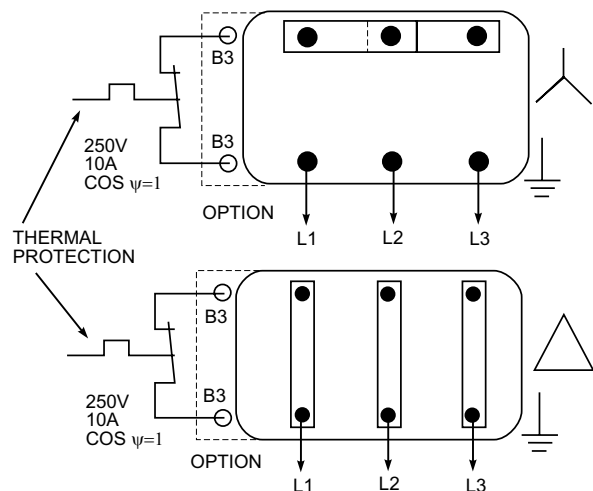 B3
B3
250V
10A
COS ψ=1
OPTION
L1 L2 L3
THERMAL
PROTECTION
B3
B3
250V
10A
COS ψ=1
OPTION
L1 L2 L3